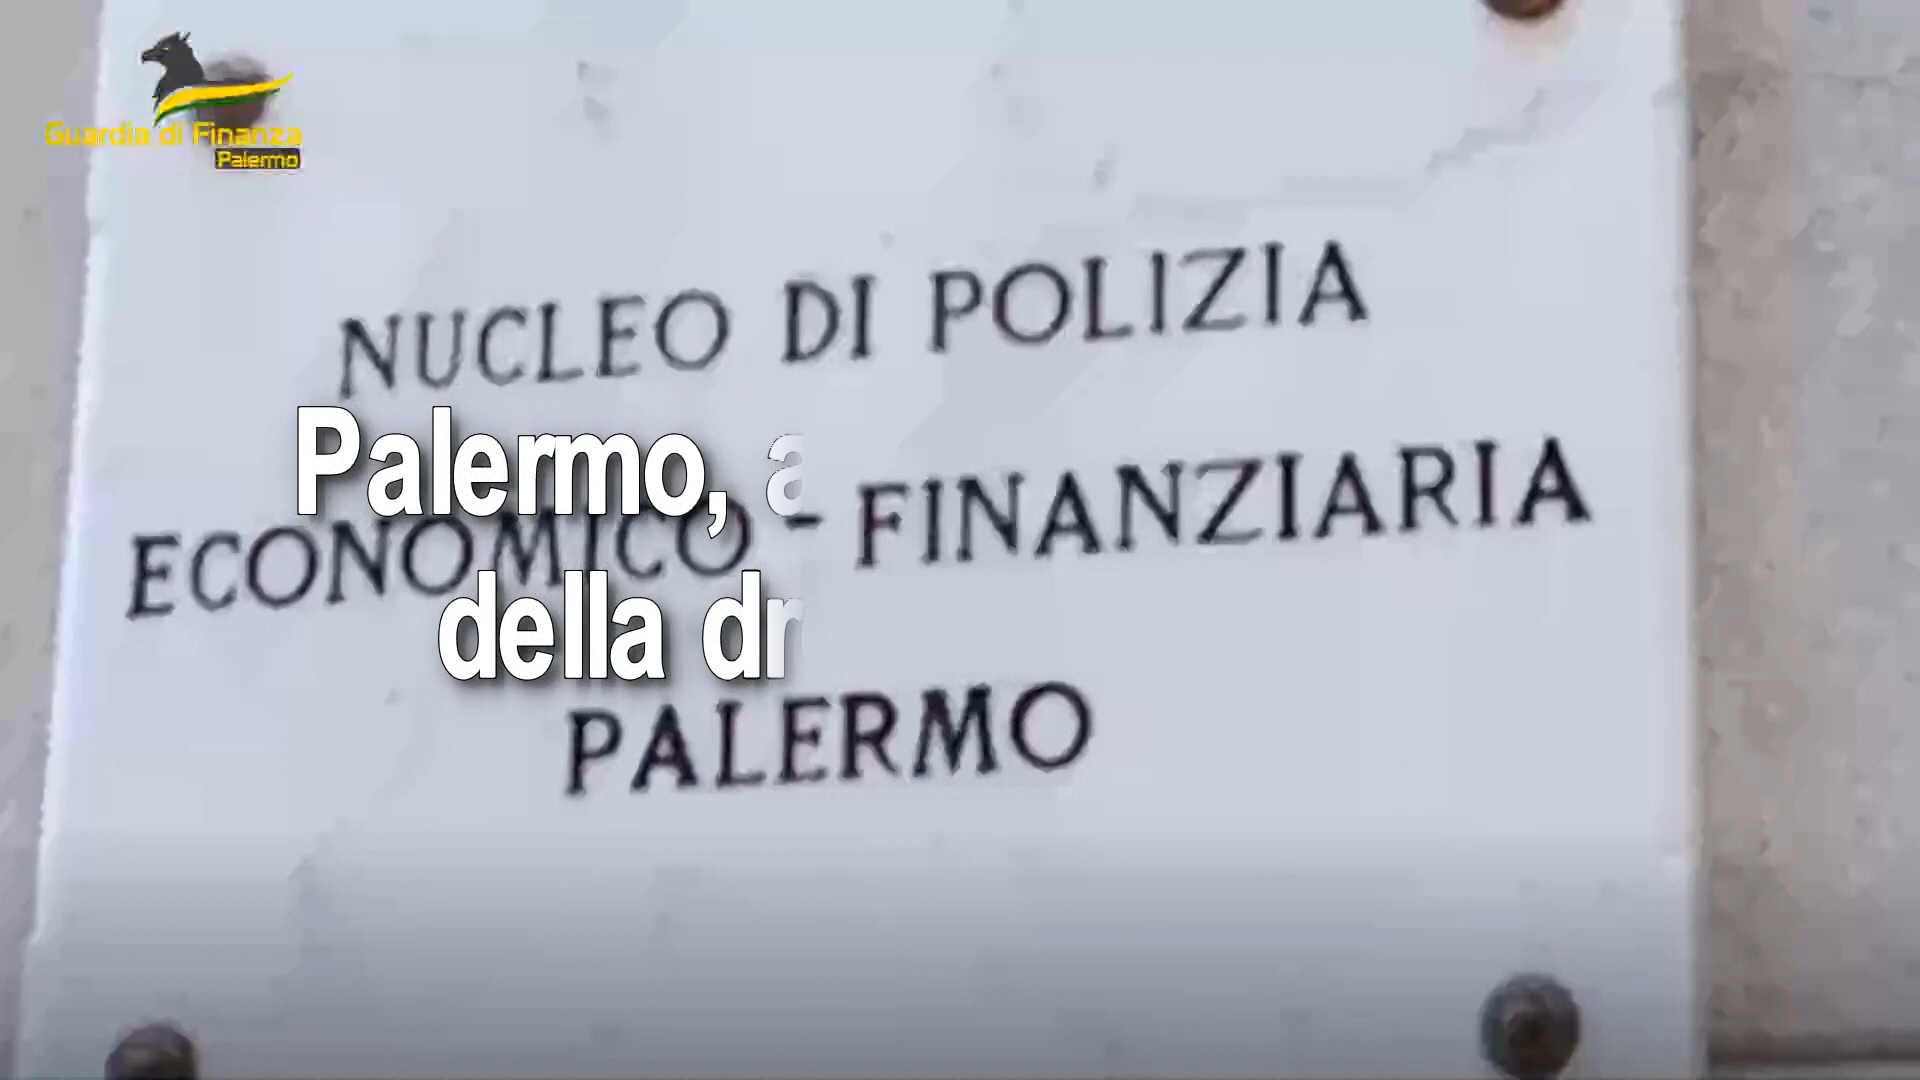 Guardia di Finanza
Palermo
NUCLEO DI POLIZIA
Palermo,
ECONOMICO - FINANZIARIA
della
PALERMO